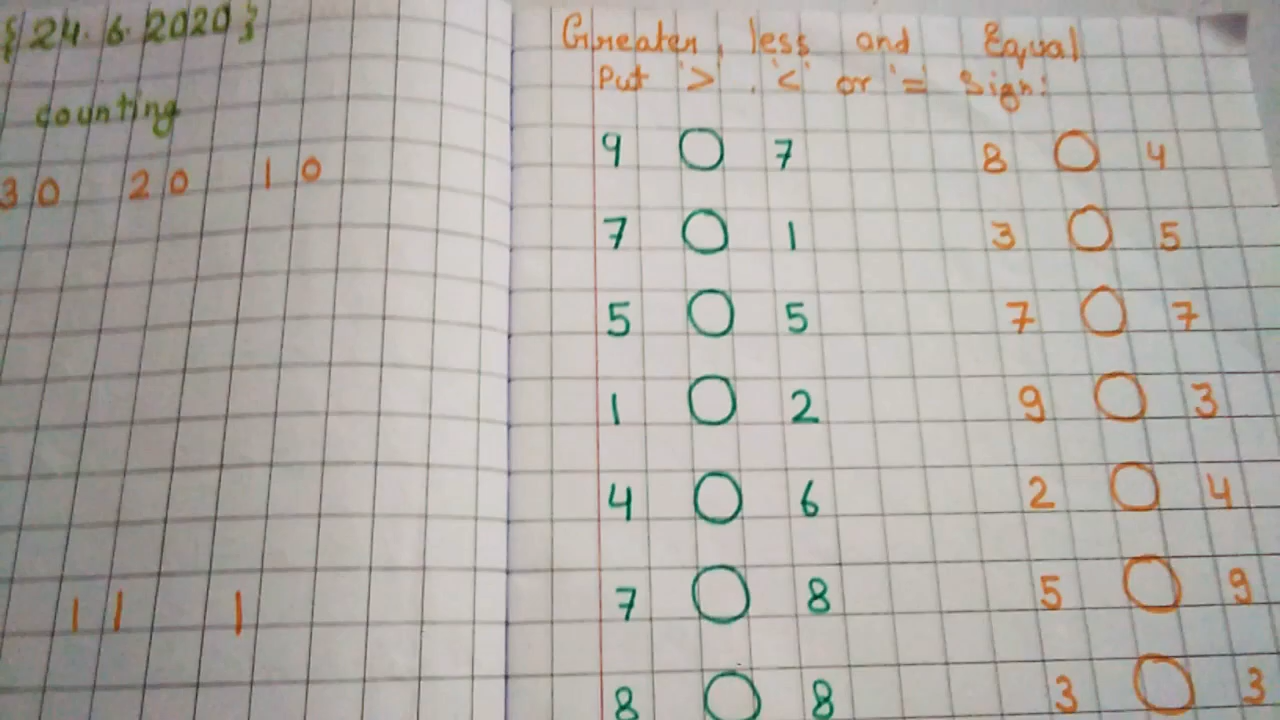 {24.6.2020}
counting
30 20 10
11 1
Greater, less and Equal
Put '>', '<' or '=' Sign:
9 ○ 7 8 ○ 4
7 ○ 1 3 ○ 5
5 ○ 5 7 ○ 7
1 ○ 2 9 ○ 3
4 ○ 6 2 ○ 4
7 ○ 8 5 ○ 9
8 ○ 8 3 ○ 3